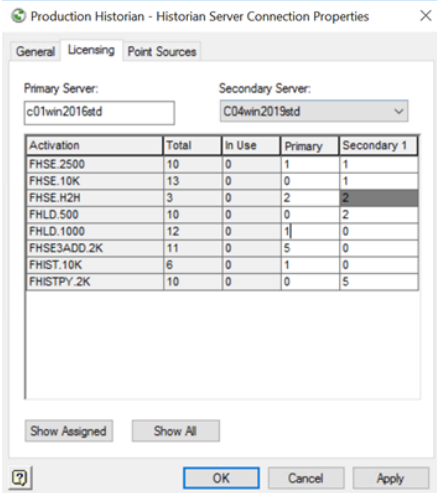 Production Historian - Historian Server Connection Properties
General Licensing Point Sources
Primary Server: Secondary Server:
c01win2016std C04win2019std
Activation Total In Use Primary Secondary 1
FHSE.2500 10 0 1 1
FHSE.10K 13 0 0 1
FHSE.H2H 3 0 2 2
FHLD.500 10 0 0 2
FHLD.1000 12 0 1 0
FHSE3ADD.2K 11 0 5 0
FHIST.10K 6 0 1 0
FHISTPY.2K 10 0 0 5
Show Assigned Show All
? OK Cancel Apply